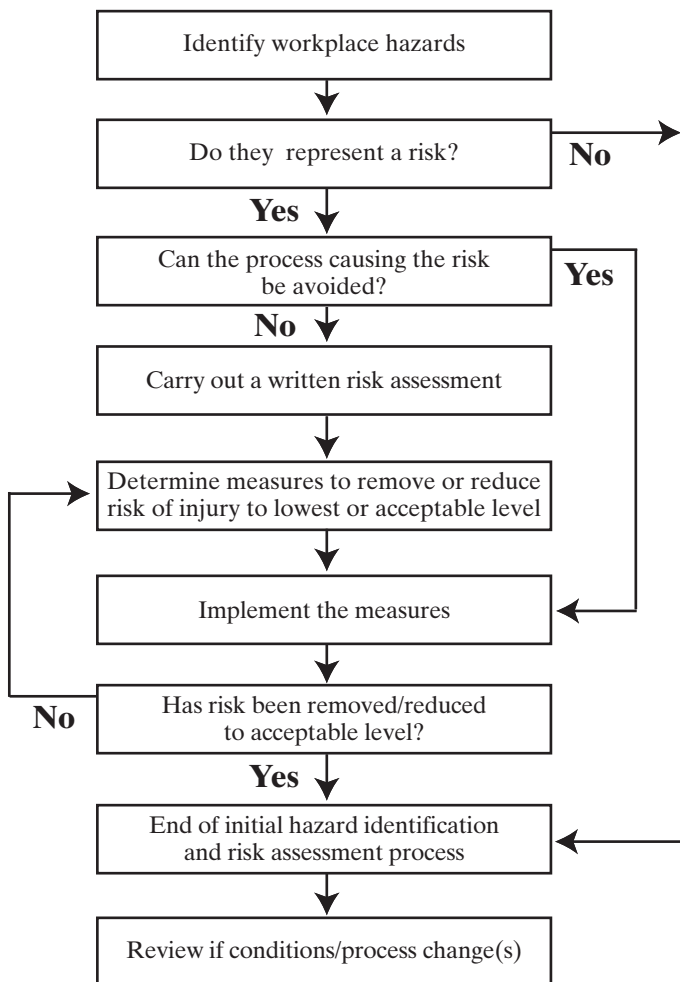 Identify workplace hazards
Do they represent a risk?
No
Yes
Can the process causing the risk
be avoided?
Yes
No
Carry out a written risk assessment
Determine measures to remove or reduce
risk of injury to lowest or acceptable level
Implement the measures
Has risk been removed/reduced
to acceptable level?
No
Yes
End of initial hazard identification
and risk assessment process
Review if conditions/process change(s)